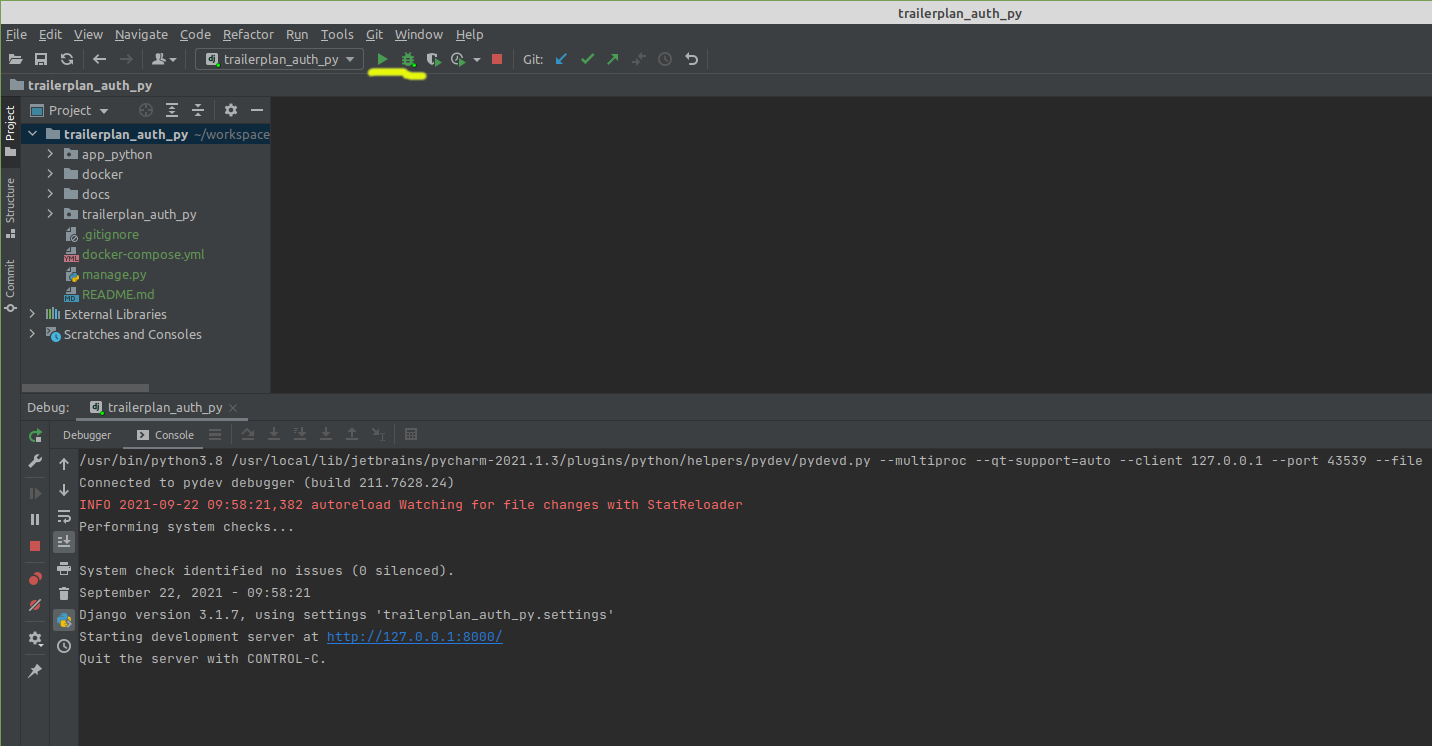 trailerplan_auth_py
File Edit View Navigate Code Refactor Run Tools Git Window Help
trailerplan_auth_py Git:
trailerplan_auth_py
Project
Project
trailerplan_auth_py ~/workspace
app_python
docker
docs
Structure
trailerplan_auth_py
.gitignore
docker-compose.yml
Commit
manage.py
README.md
External Libraries
Scratches and Consoles
Debug: trailerplan_auth_py
Debugger Console
/usr/bin/python3.8 /usr/local/lib/jetbrains/pycharm-2021.1.3/plugins/python/helpers/pydev/pydevd.py --multiproc --qt-support=auto --client 127.0.0.1 --port 43539 --file
Connected to pydev debugger (build 211.7628.24)
INFO 2021-09-22 09:58:21,382 autoreload Watching for file changes with StatReloader
Performing system checks...
System check identified no issues (0 silenced).
September 22, 2021 - 09:58:21
Django version 3.1.7, using settings 'trailerplan_auth_py.settings'
Starting development server at http://127.0.0.1:8000/
Quit the server with CONTROL-C.